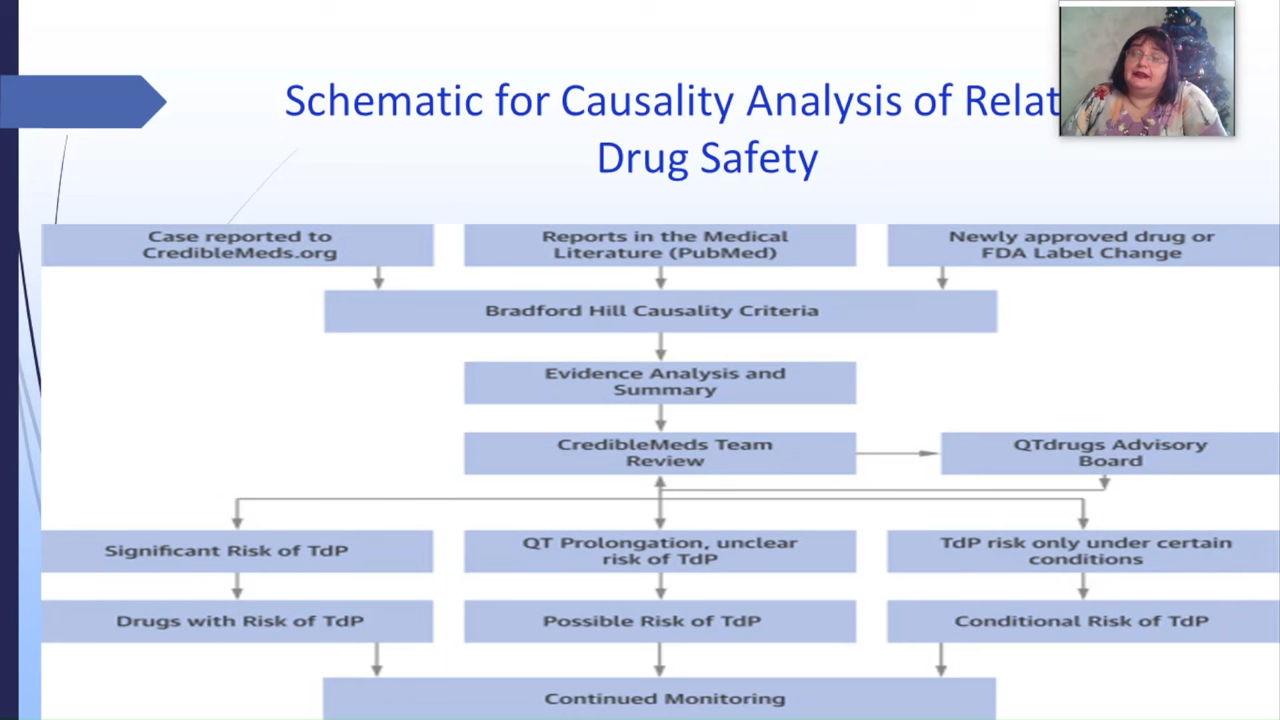 Schematic for Causality Analysis of Relat
Drug Safety
Case reported to
CredibleMeds.org
Reports in the Medical
Literature (PubMed)
Newly approved drug or
FDA Label Change
Bradford Hill Causality Criteria
Evidence Analysis and
Summary
CredibleMeds Team
Review
QTdrugs Advisory
Board
Significant Risk of TdP
QT Prolongation, unclear
risk of TdP
TdP risk only under certain
conditions
Drugs with Risk of TdP
Possible Risk of TdP
Conditional Risk of TdP
Continued Monitoring